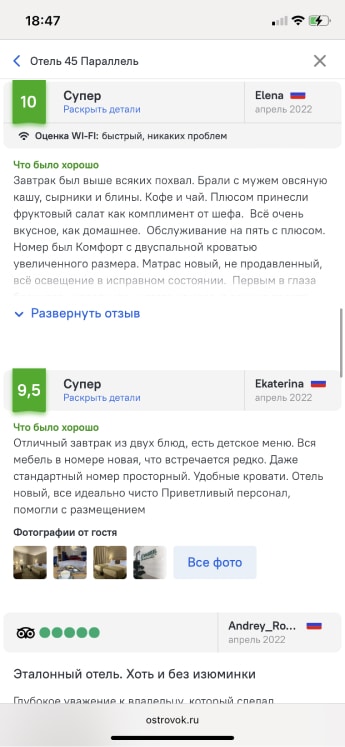 18:47
Отель 45 Параллель
10
Супер
Раскрыть детали
Elena
апрель 2022
Оценка WI-FI: быстрый, никаких проблем
Что было хорошо
Завтрак был выше всяких похвал. Брали с мужем овсяную
кашу, сырники и блины. Кофе и чай. Плюсом принесли
фруктовый салат как комплимент от шефа. Всё очень
вкусное, как домашнее. Обслуживание на пять с плюсом.
Номер был Комфорт с двуспальной кроватью
увеличенного размера. Матрас новый, не продавленный,
всё освещение в исправном состоянии. Первым в глаза
Развернуть отзыв
9,5
Супер
Раскрыть детали
Ekaterina
апрель 2022
Что было хорошо
Отличный завтрак из двух блюд, есть детское меню. Вся
мебель в номере новая, что встречается редко. Даже
стандартный номер просторный. Удобные кровати. Отель
новый, все идеально чисто Приветливый персонал,
помогли с размещением
Фотографии от гостя
Все фото
Andrey_Ro...
апрель 2022
Эталонный отель. Хоть и без изюминки
Глубокое уважение к владельцу, который сделал
ostrovok.ru